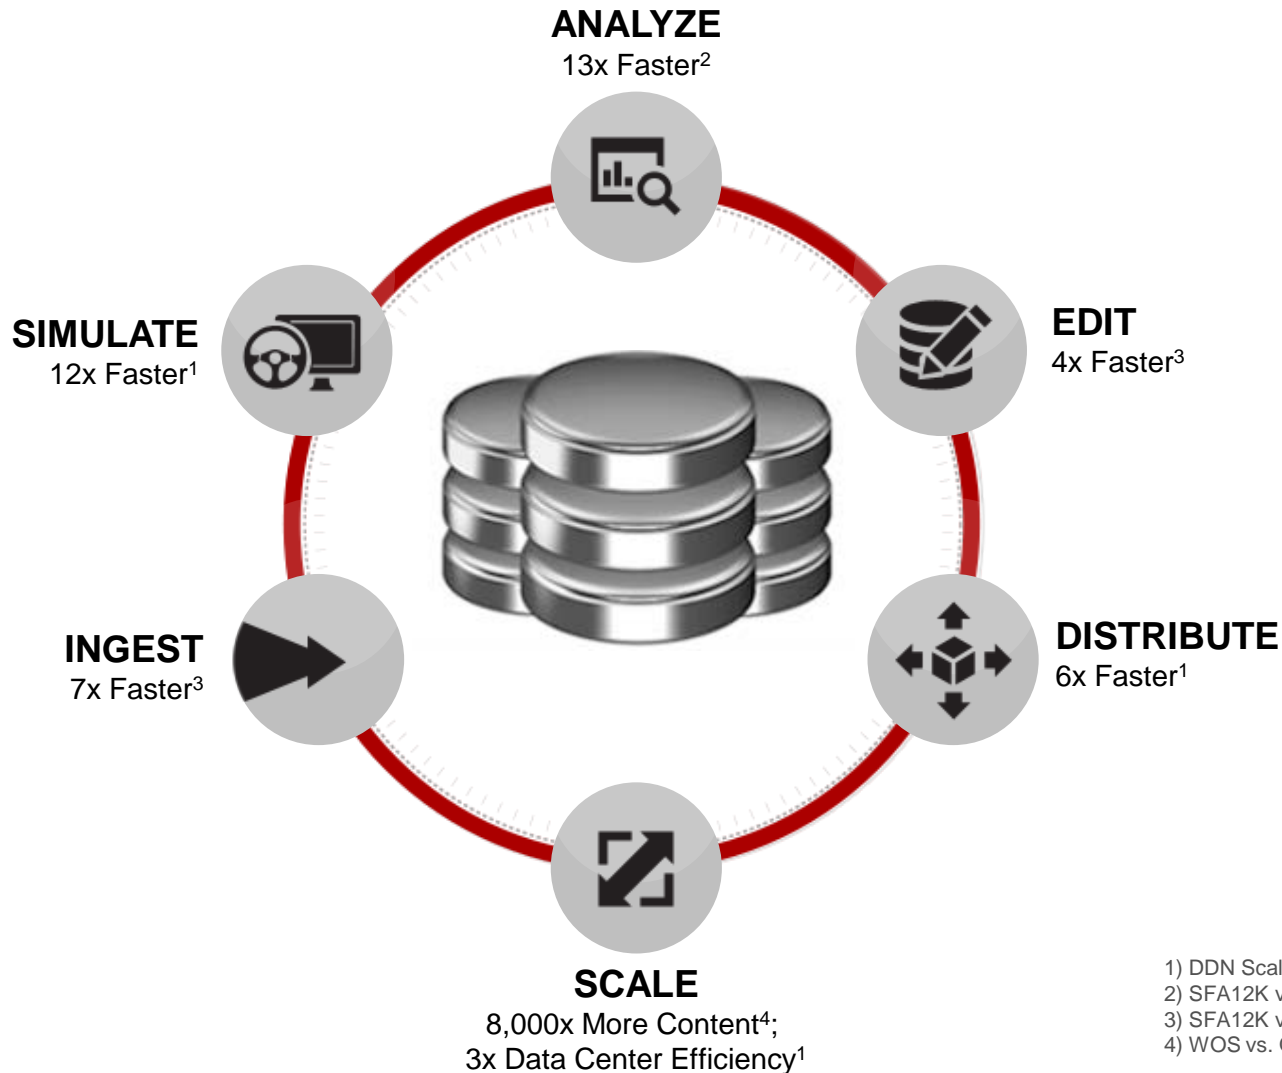 ANALYZE
13x Faster²
SIMULATE
12x Faster¹
EDIT
4x Faster³
INGEST
7x Faster³
DISTRIBUTE
6x Faster¹
SCALE
8,000x More Content⁴;
3x Data Center Efficiency¹
1) DDN
2) SFA12K
3) SFA12K
4) WOS vs.